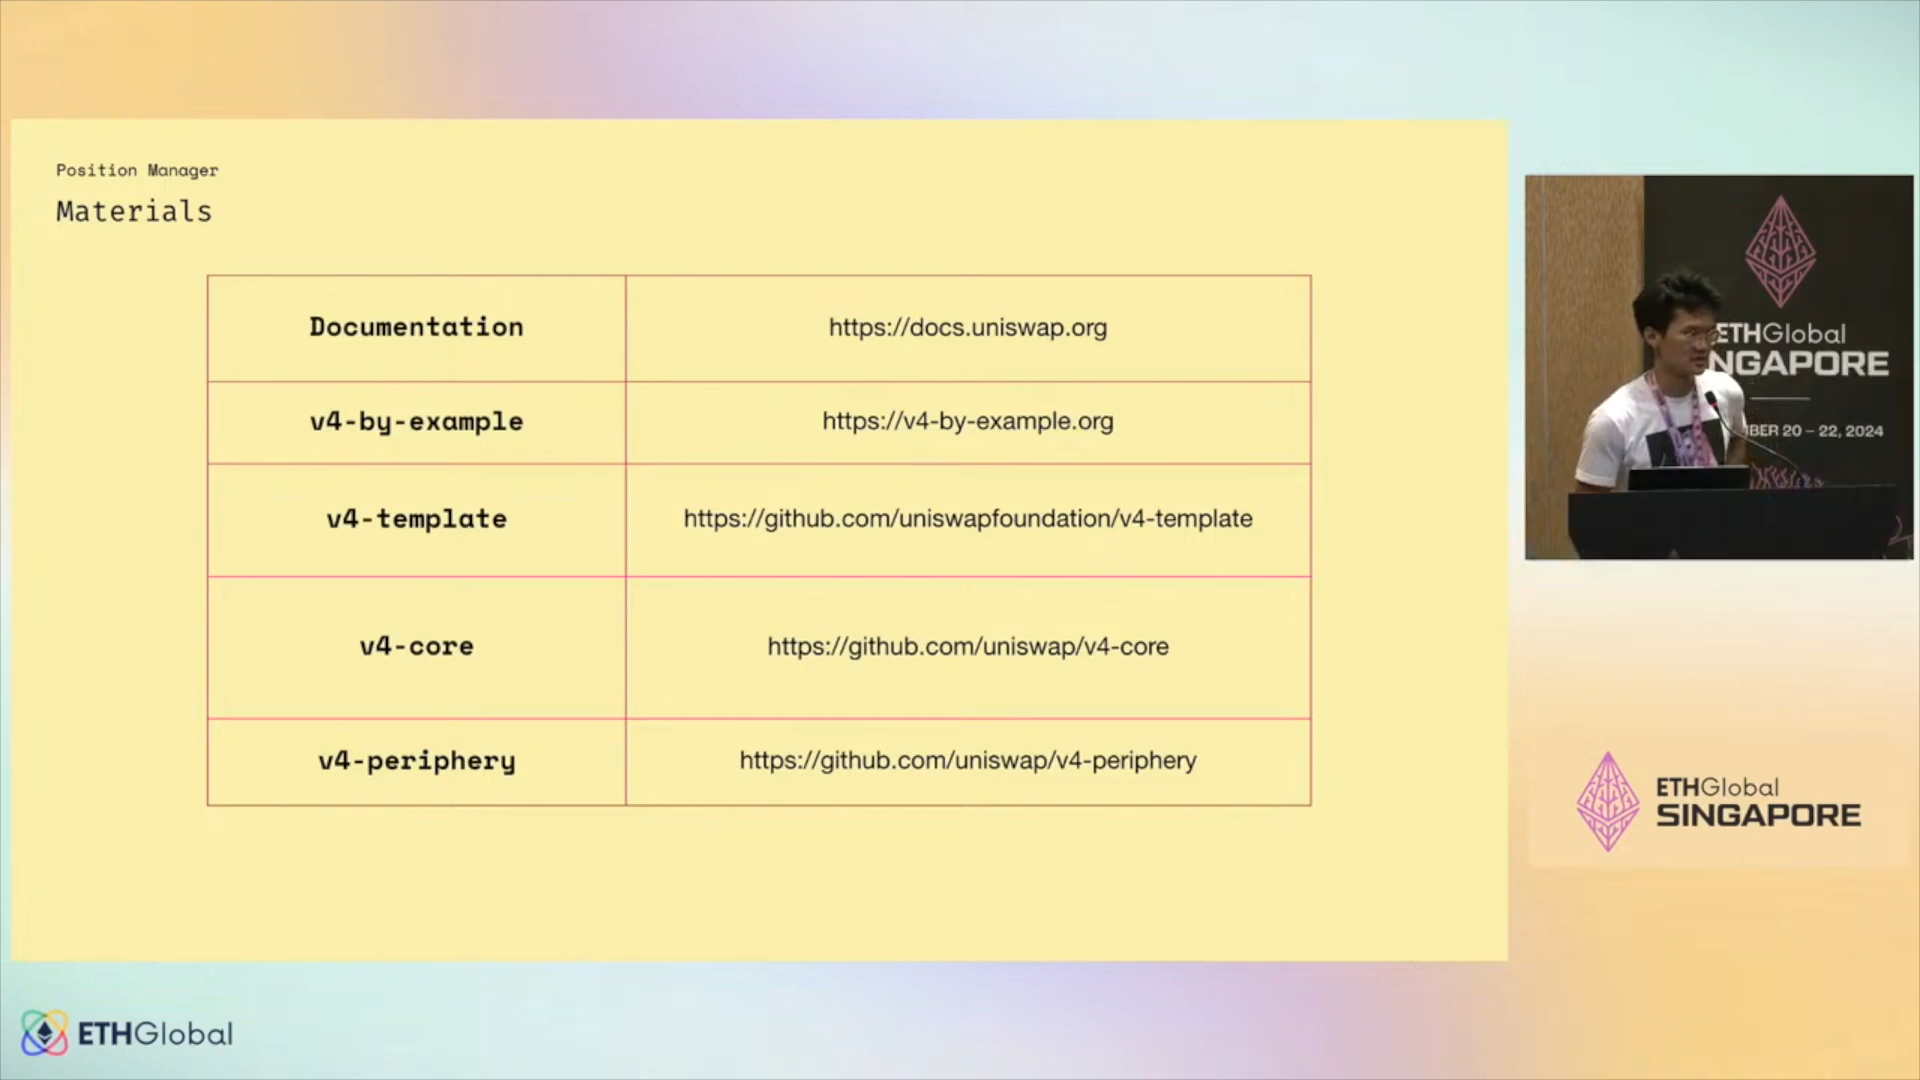 Position Manager
Materials
Documentation https://docs.uniswap.org
v4-by-example https://v4-by-example.org
v4-template https://github.com/uniswapfoundation/v4-template
v4-core https://github.com/uniswap/v4-core
v4-periphery https://github.com/uniswap/v4-periphery
ETHGlobal
NGAPORE
BER 20 – 22, 2024
ETHGlobal
SINGAPORE
ETHGlobal